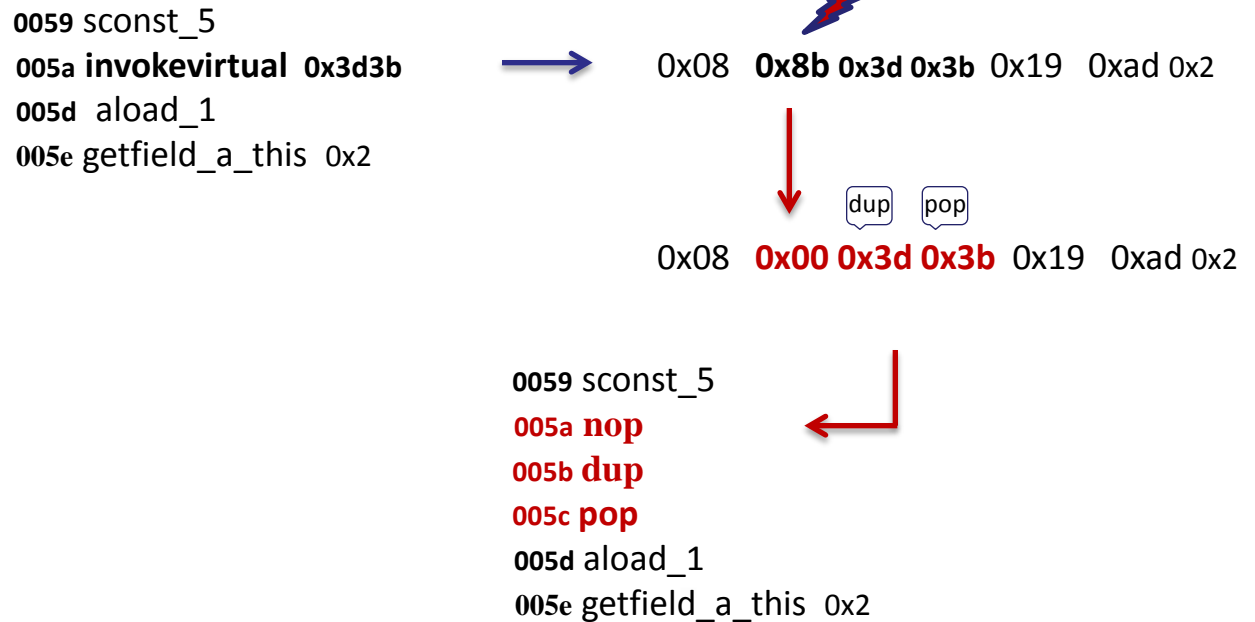 0059 sconst_5
005a invokevirtual 0x3d3b
005d aload_1
005e getfield_a_this 0x2
0x08 0x8b 0x3d 0x3b 0x19 0xad 0x2
dup pop
0x08 0x00 0x3d 0x3b 0x19 0xad 0x2
0059 sconst_5
005a nop
005b dup
005c pop
005d aload_1
005e getfield_a_this 0x2